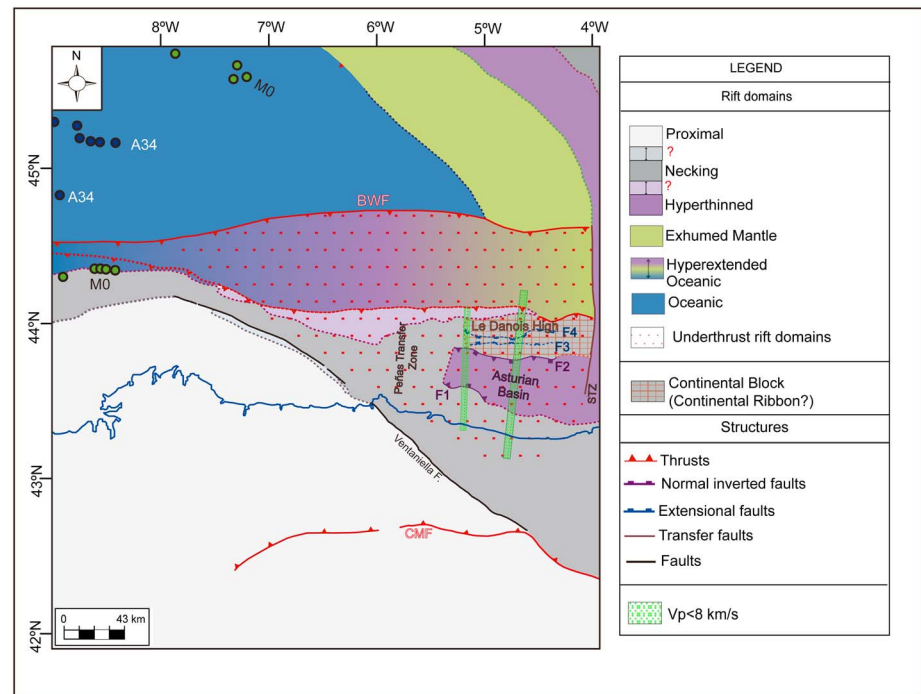 8ºW
7ºW
6ºW
5ºW
4ºW
N
M0
A34
45ºN
A34
BWF
M0
44ºN
Le Danois High
F4
F3
Peñas Transfer
Zone
F2
Asturian
Basin
F1
STZ
43ºN
Ventaniella F.
CMF
0
43 km
42ºN
LEGEND
Rift domains
Proximal
?
Necking
?
Hyperthinned
Exhumed Mantle
Hyperextended
Oceanic
Oceanic
Underthrust rift domains
Continental Block
(Continental Ribbon?)
Structures
Thrusts
Normal inverted faults
Extensional faults
Transfer faults
Faults
Vp<8 km/s